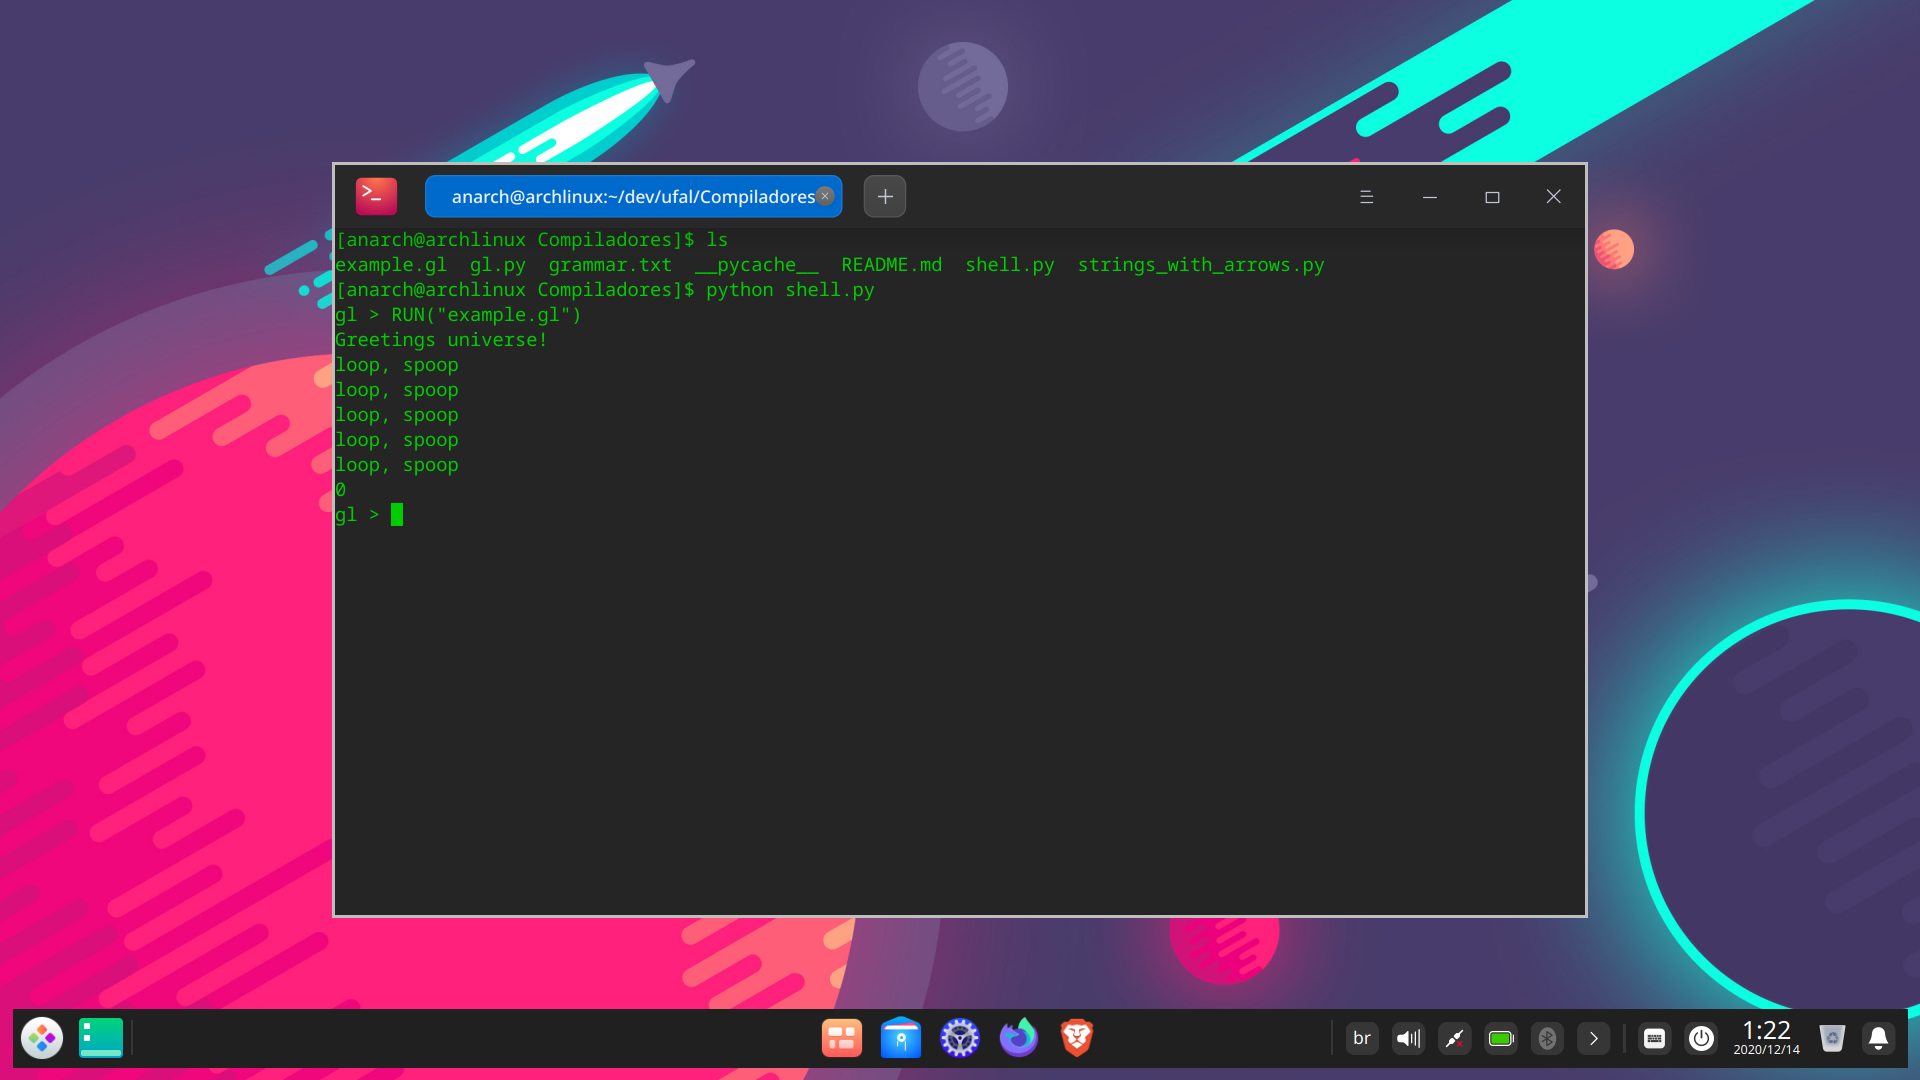 anarch@archlinux:~/dev/ufal/Compiladores
[anarch@archlinux Compiladores]$ ls
example.gl  gl.py  grammar.txt  __pycache__  README.md  shell.py  strings_with_arrows.py
[anarch@archlinux Compiladores]$ python shell.py
gl > RUN("example.gl")
Greetings universe!
loop, spoop
loop, spoop
loop, spoop
loop, spoop
loop, spoop
0
gl >
br
1:22
2020/12/14